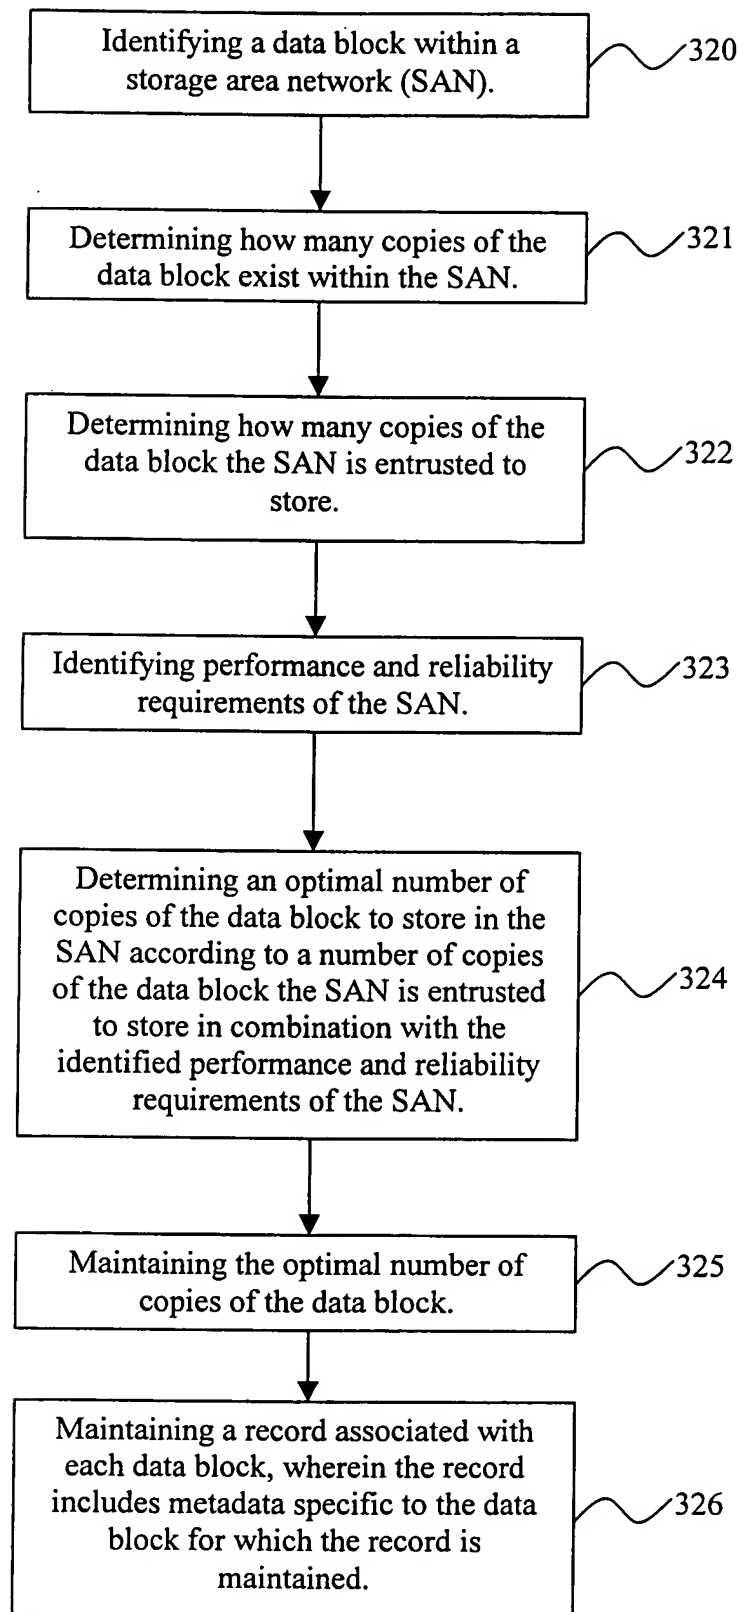 Identifying a data block within a
storage area network (SAN).
320
Determining how many copies of the
data block exist within the SAN.
321
Determining how many copies of the
data block the SAN is entrusted to
store.
322
Identifying performance and reliability
requirements of the SAN.
323
Determining an optimal number of
copies of the data block to store in the
SAN according to a number of copies
of the data block the SAN is entrusted
to store in combination with the
identified performance and reliability
requirements of the SAN.
324
Maintaining the optimal number of
copies of the data block.
325
Maintaining a record associated with
each data block, wherein the record
includes metadada specific to the data
block for which the record is
maintained.
326